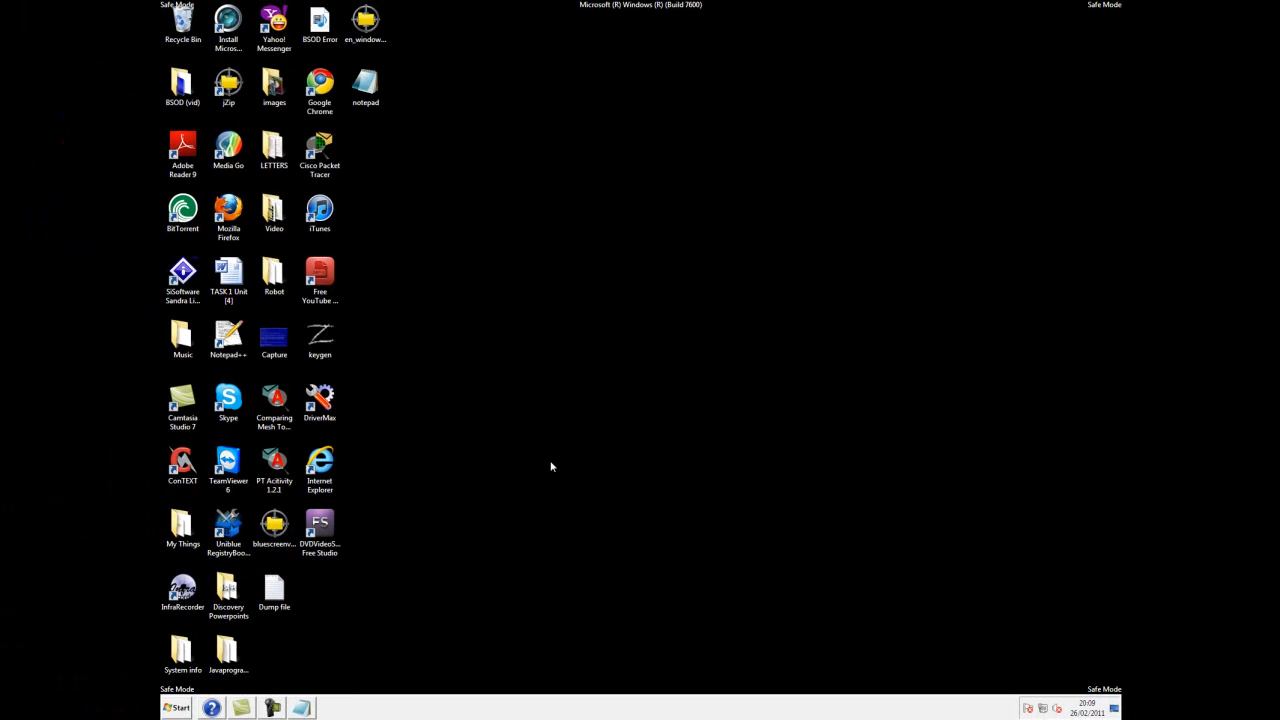 Safe Mode
Microsoft (R) Windows (R) (Build 7600)
Safe Mode
Recycle Bin
Install Micros...
Yahoo! Messenger
BSOD Error
en_window...
BSOD (vid)
jZip
images
Google Chrome
notepad
Adobe Reader 9
Media Go
LETTERS
Cisco Packet Tracer
BitTorrent
Mozilla Firefox
Video
iTunes
SiSoftware Sandra Li...
TASK 1 Unit [4]
Robot
Free YouTube ...
Music
Notepad++
Capture
keygen
Camtasia Studio 7
Skype
Comparing Mesh To...
DriverMax
ConTEXT
TeamViewer 6
PT Acitivity 1.2.1
Internet Explorer
My Things
Uniblue RegistryBoo...
bluescreenv...
DVDVideoS... Free Studio
InfraRecorder
Discovery Powerpoints
Dump file
System info
Javaprogra...
Safe Mode
Safe Mode
Start
20:09
26/02/2011